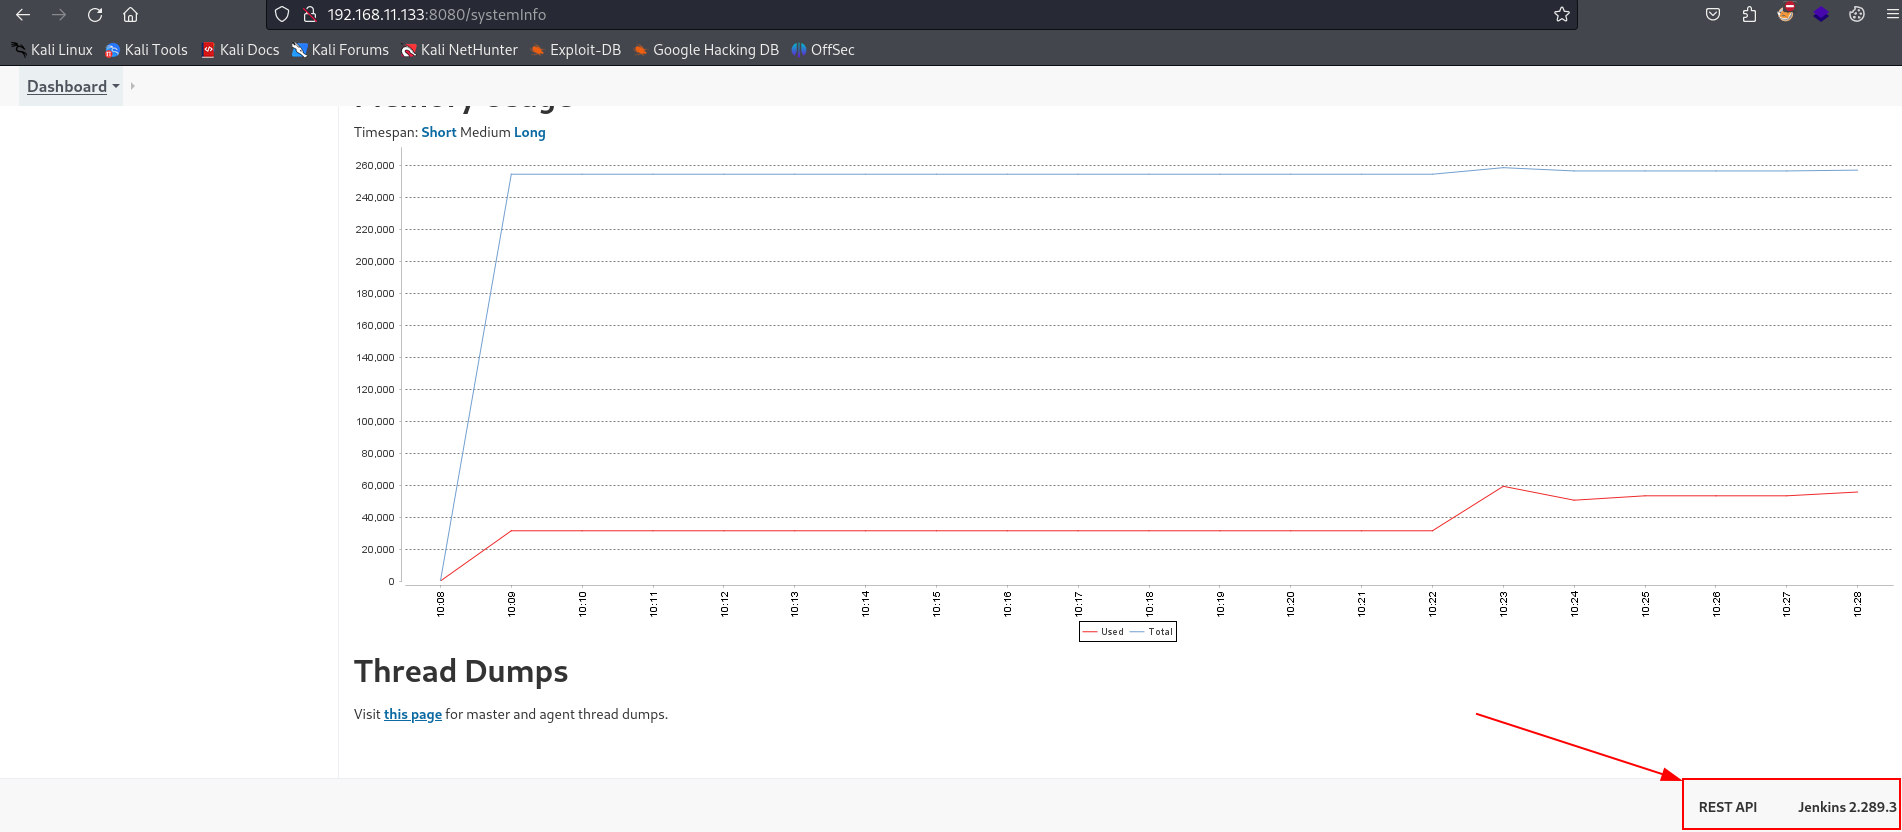 192.168.11.133:8080/systemInfo
Kali Linux Kali Tools Kali Docs Kali Forums Kali NetHunter Exploit-DB Google Hacking DB OffSec
Dashboard
Memory Usage
Timespan: Short Medium Long
260,000
240,000
220,000
200,000
180,000
160,000
140,000
120,000
100,000
80,000
60,000
40,000
20,000
0
10:08 10:09 10:10 10:11 10:12 10:13 10:14 10:15 10:16 10:17 10:18 10:19 10:20 10:21 10:22 10:23 10:24 10:25 10:26 10:27 10:28
Used Total
Thread Dumps
Visit this page for master and agent thread dumps.
REST API Jenkins 2.289.3